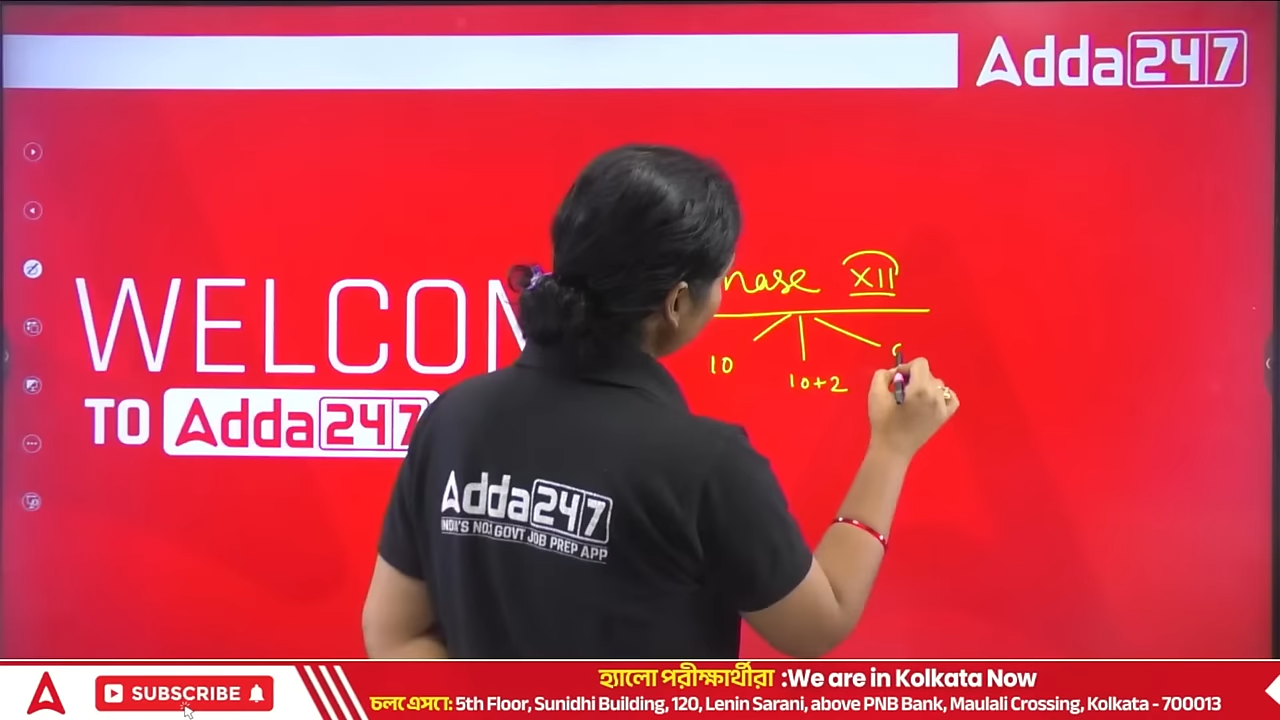 Adda247
WELCOM
TO Adda247
hase XII
10
10+2
Adda247
INDIA'S NO.1 GOVT JOB PREP APP
SUBSCRIBE
হ্যালো পরীক্ষার্থীরা :We are in Kolkata Now
চলে এসো: 5th Floor, Sunidhi Building, 120, Lenin Sarani, above PNB Bank, Maulali Crossing, Kolkata - 700013